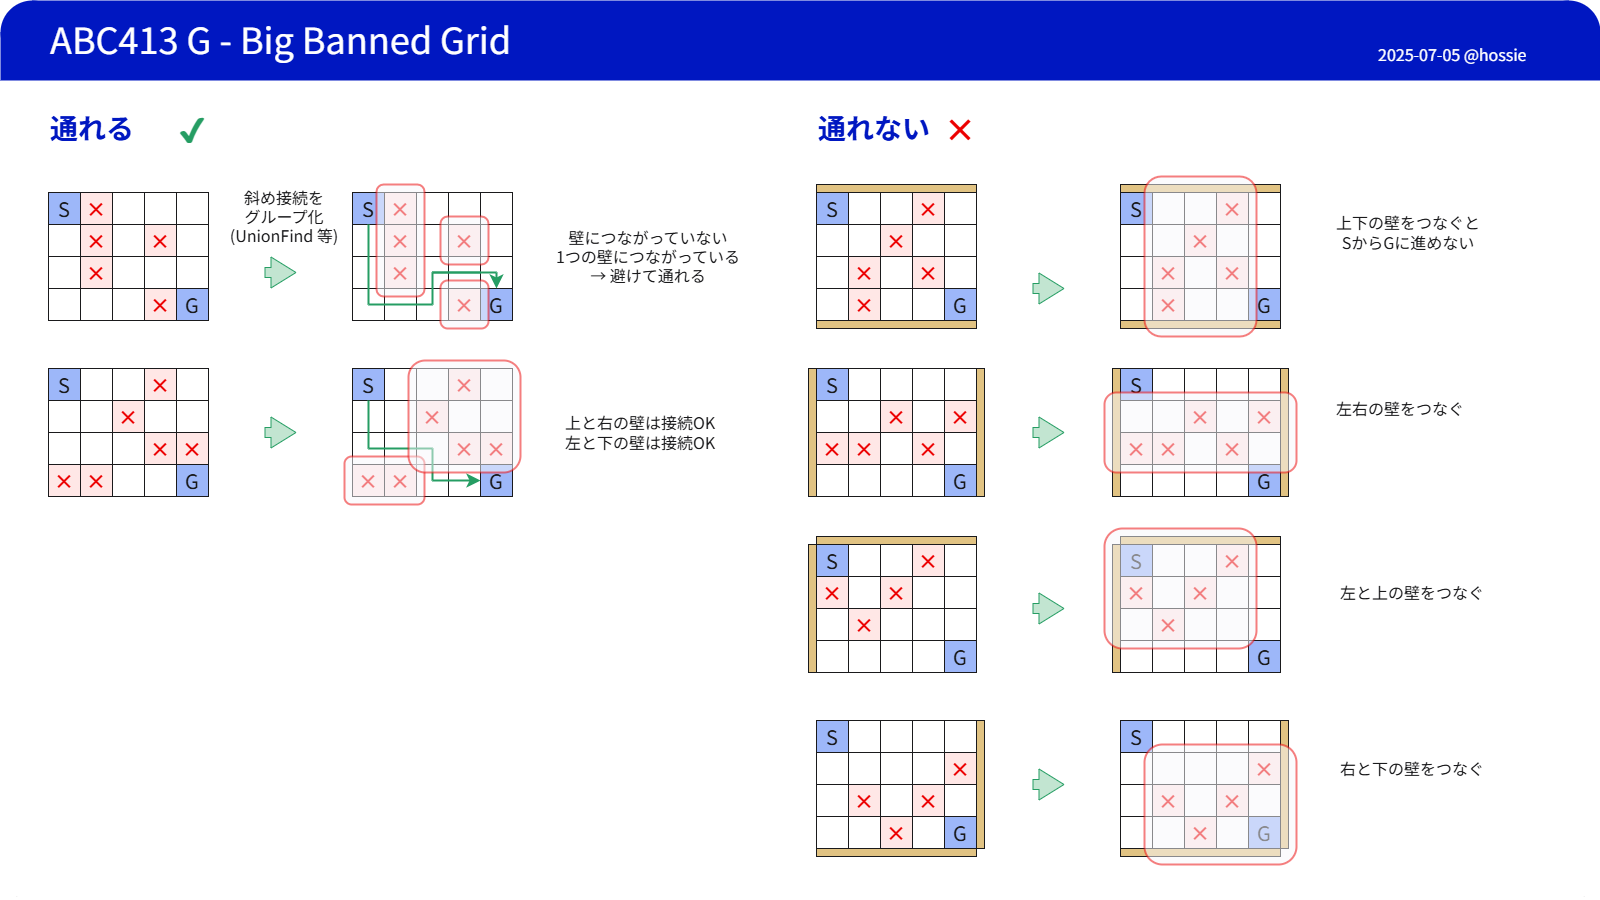 ABC413 G - Big Banned Grid
2025-07-05 @hossie
通れる ✔
S ×
×
× ×
×
× G
斜め接続を
グループ化
(UnionFind 等)
S ×
× ×
×
× G
壁につながっていない
1つの壁につながっている
→ 避けて通れる
S ×
×
× ×
× × G
S ×
×
× ×
× × G
上と右の壁は接続OK
左と下の壁は接続OK
通れない ×
S ×
×
× ×
× G
S ×
×
× ×
× G
上下の壁をつなぐと
SからGに進めない
S
× ×
× × ×
G
S
× ×
× × ×
G
左右の壁をつなぐ
S ×
× ×
×
G
S ×
× ×
×
G
左と上の壁をつなぐ
S
×
× ×
× G
S
×
× ×
× G
右と下の壁をつなぐ